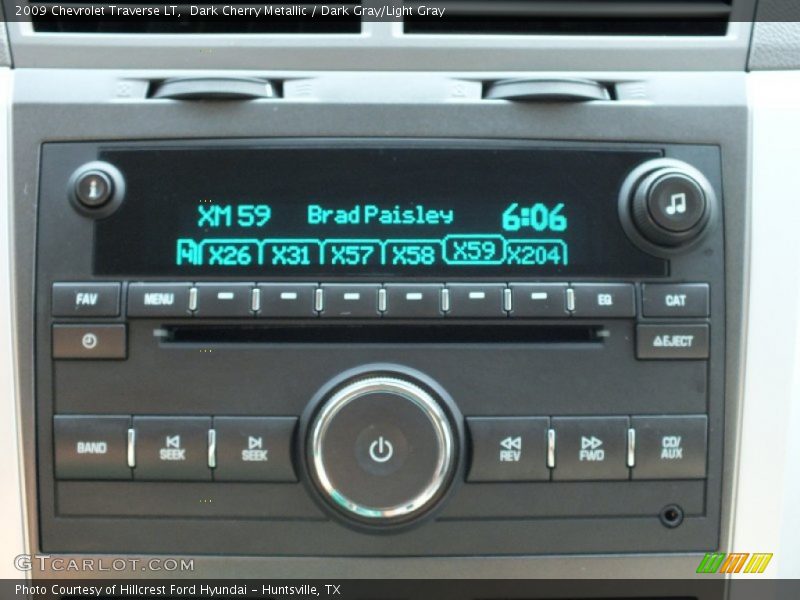 2009 Chevrolet Traverse LT, Dark Cherry Metallic / Dark Gray/Light Gray
XM 59 Brad Paisley 6:06
X26 X31 X57 X58 X59 X204
FAV MENU EQ CAT
EJECT
BAND SEEK SEEK REV FWD CD/
AUX
GTCARLOT.COM
Photo Courtesy of Hillcrest Ford Hyundai - Huntsville, TX